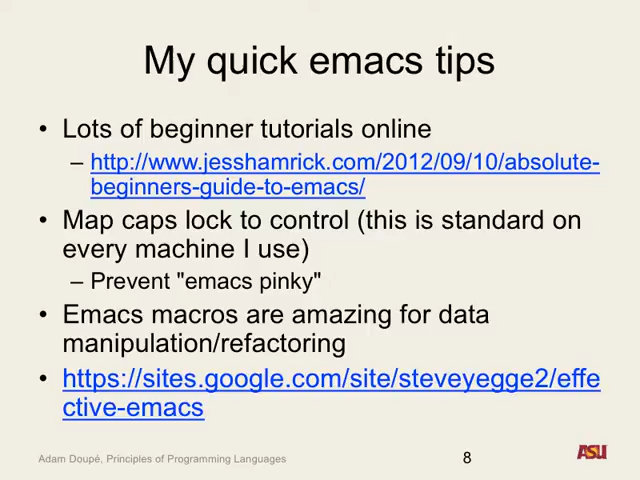 My quick emacs tips
• Lots of beginner tutorials online
– http://www.jesshamrick.com/2012/09/10/absolute-
beginners-guide-to-emacs/
• Map caps lock to control (this is standard on
every machine I use)
– Prevent "emacs pinky"
• Emacs macros are amazing for data
manipulation/refactoring
• https://sites.google.com/site/steveyegge2/effe
ctive-emacs
Adam Doupé, Principles of Programming Languages
8
ASU